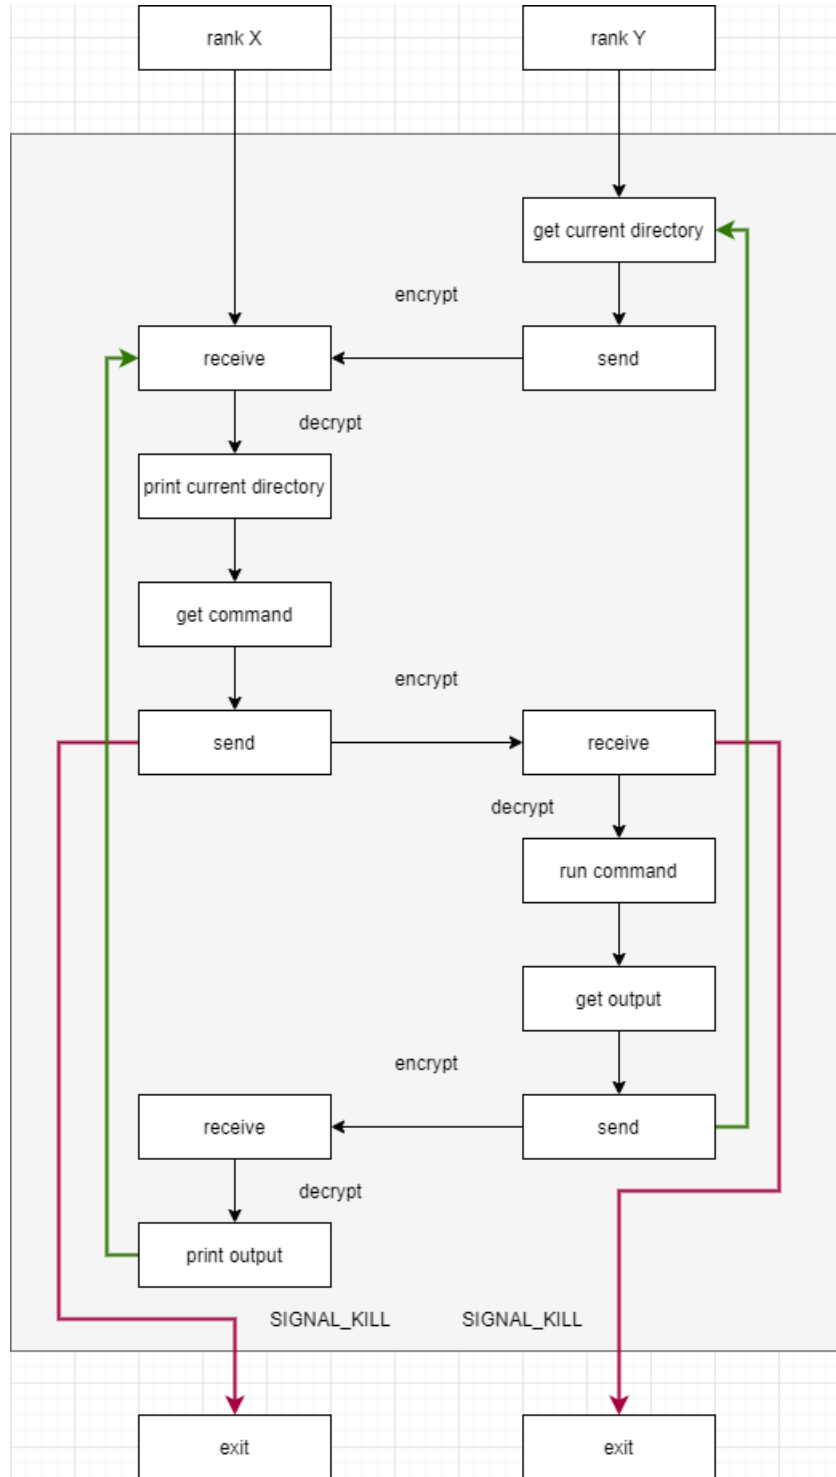 rank X
rank Y
get current directory
encrypt
receive
send
decrypt
print current directory
get command
encrypt
send
receive
decrypt
run command
get output
encrypt
receive
send
decrypt
print output
SIGNAL_KILL
SIGNAL_KILL
exit
exit